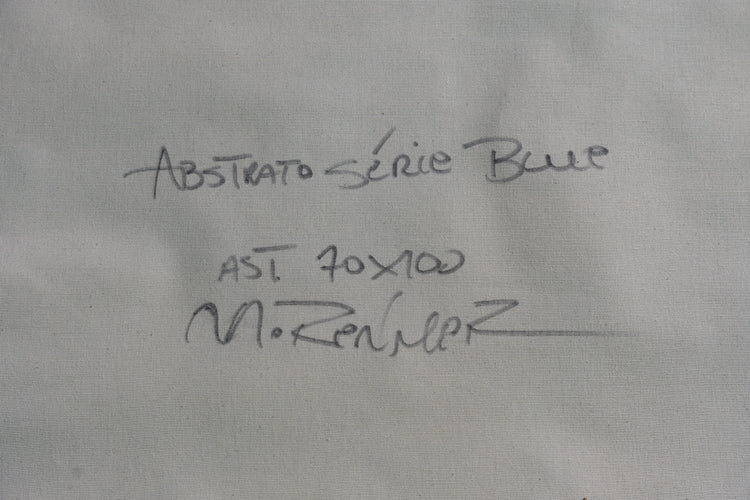 Abstrato Série Blue
AST. 70x100
M. Renner